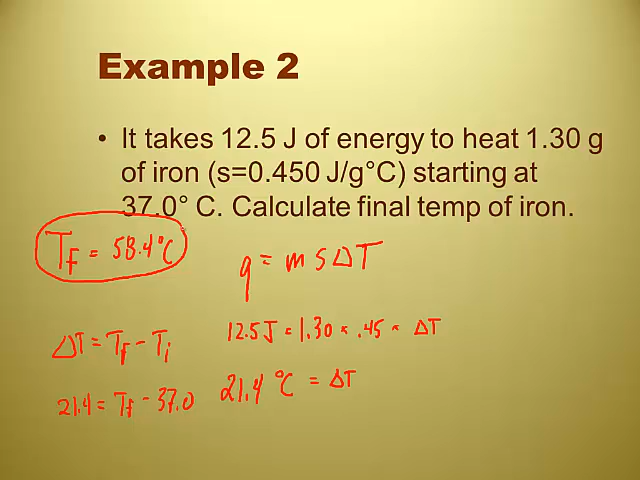 Example 2
• It takes 12.5 J of energy to heat 1.30 g
of iron (s=0.450 J/g°C) starting at
37.0° C. Calculate final temp of iron.
Tf = 58.4°C
q = m s ΔT
12.5J = 1.30 × .45 × ΔT
ΔT = Tf - Ti
21.4 °C = ΔT
21.4 = Tf - 37.0